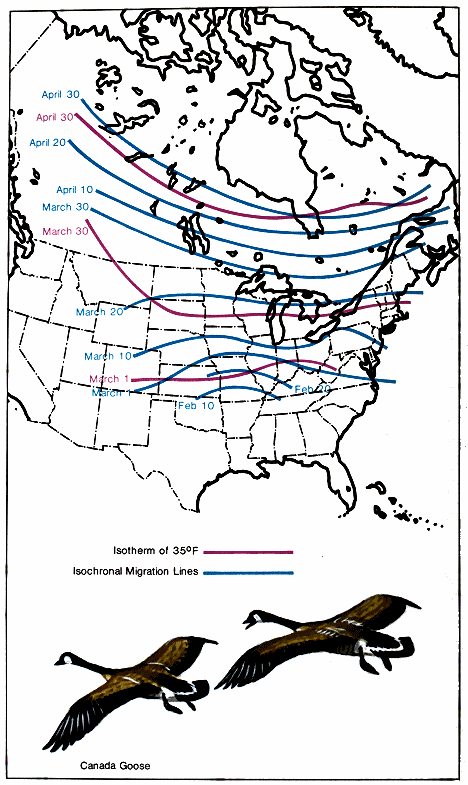 April 30
April 30
April 20
April 10
March 30
March 30
March 20
March 10
March 1
March 1
Feb 20
Feb 10
Isotherm of 35ºF
Isochronal Migration Lines
Canada Goose